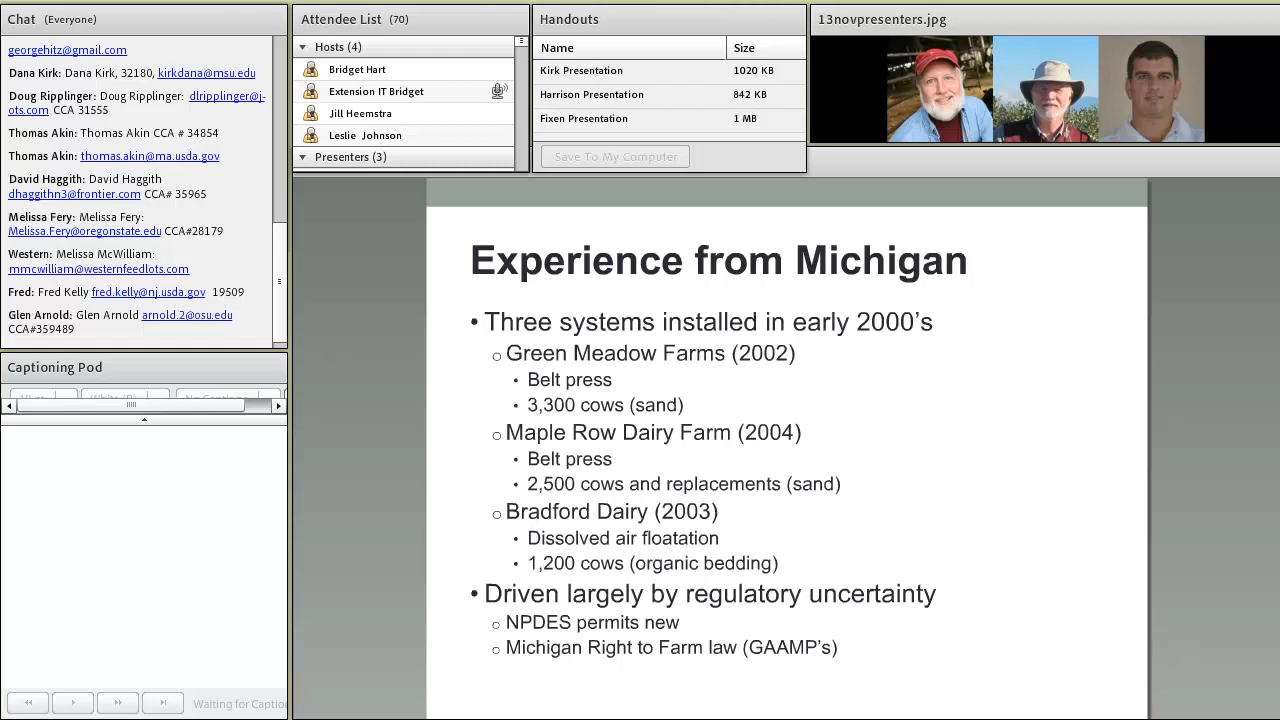 Chat (Everyone)
georgehitz@gmail.com
Dana Kirk: Dana Kirk, 32180, kirkdana@msu.edu
Doug Ripplinger: Doug Ripplinger: dlripplinger@j-
ots.com CCA 31555
Thomas Akin: Thomas Akin CCA # 34854
Thomas Akin: thomas.akin@ma.usda.gov
David Haggith: David Haggith
dhaggithn3@frontier.com CCA# 35965
Melissa Fery: Melissa Fery:
Melissa.Fery@oregonstate.edu CCA#28179
Western: Melissa McWilliam:
mmcwilliam@westernfeedlots.com
Fred: Fred Kelly fred.kelly@nj.usda.gov 19509
Glen Arnold: Glen Arnold arnold.2@osu.edu
CCA#359489
Captioning Pod
Waiting for Captio
Attendee List (70)
Hosts (4)
Bridget Hart
Extension IT Bridget
Jill Heemstra
Leslie Johnson
Presenters (3)
Handouts
Name Size
Kirk Presentation 1020 KB
Harrison Presentation 842 KB
Fixen Presentation 1 MB
Save To My Computer
13novpresenters.jpg
Experience from Michigan
• Three systems installed in early 2000's
○ Green Meadow Farms (2002)
• Belt press
• 3,300 cows (sand)
○ Maple Row Dairy Farm (2004)
• Belt press
• 2,500 cows and replacements (sand)
○ Bradford Dairy (2003)
• Dissolved air floatation
• 1,200 cows (organic bedding)
• Driven largely by regulatory uncertainty
○ NPDES permits new
○ Michigan Right to Farm law (GAAMP's)